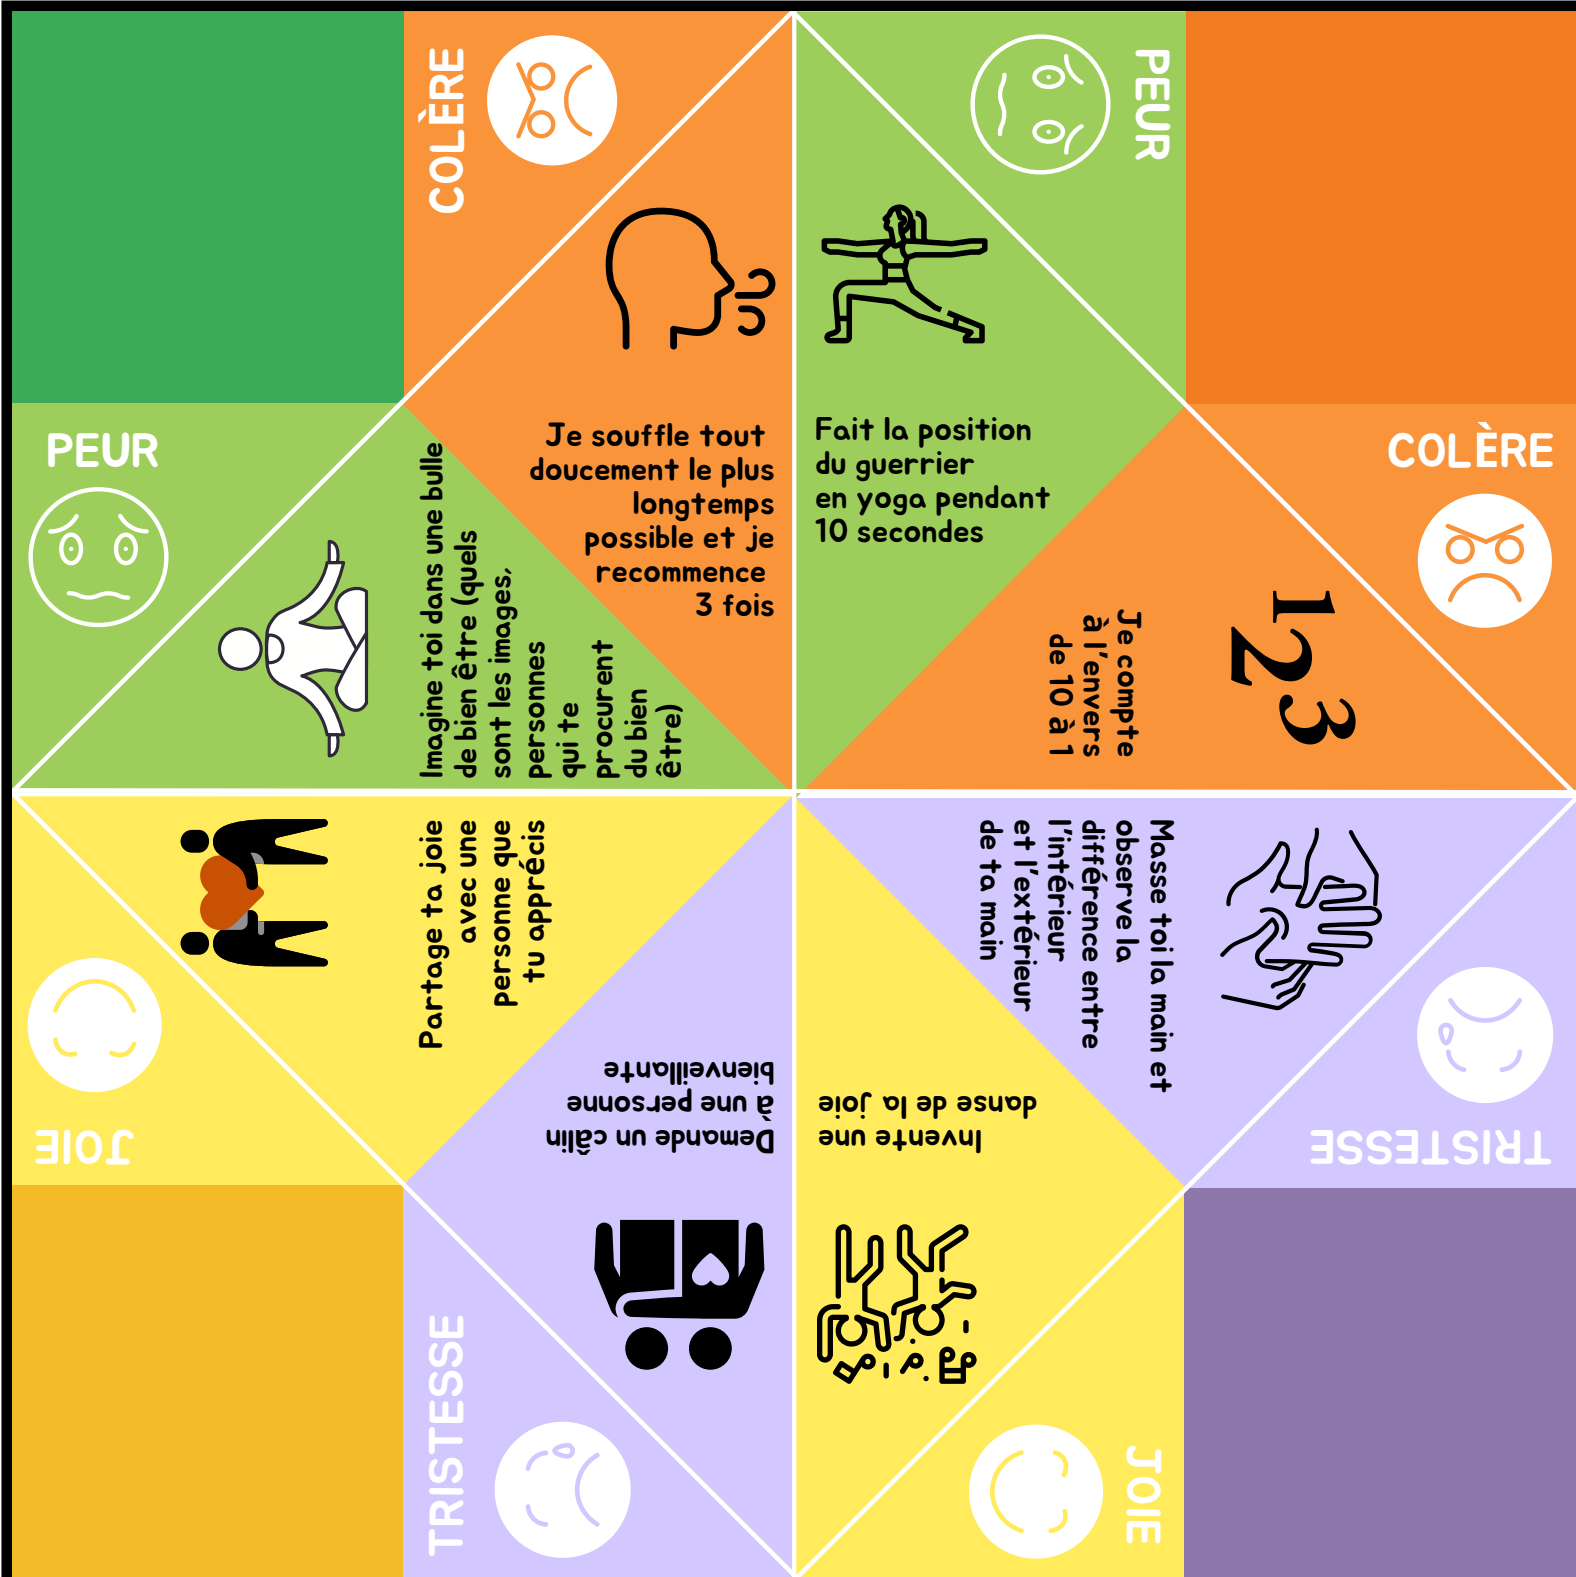 COLÈRE
PEUR
Je souffle tout
doucement le plus
longtemps
possible et je
recommence
3 fois
Fait la position
du guerrier
en yoga pendant
10 secondes
PEUR
Imagine toi dans une bulle
de bien être (quels
sont les images,
personnes
qui te
procurent
du bien
être)
COLÈRE
123
Je compte
à l'envers
de 10 à 1
JOIE
Partage ta joie
avec une
personne que
tu apprécis
TRISTESSE
Masse toi la main et
observe la
différence entre
l'intérieur
et l'extérieur
de ta main
TRISTESSE
Demande un câlin
à une personne
bienveillante
JOIE
Invente une
danse de la joie